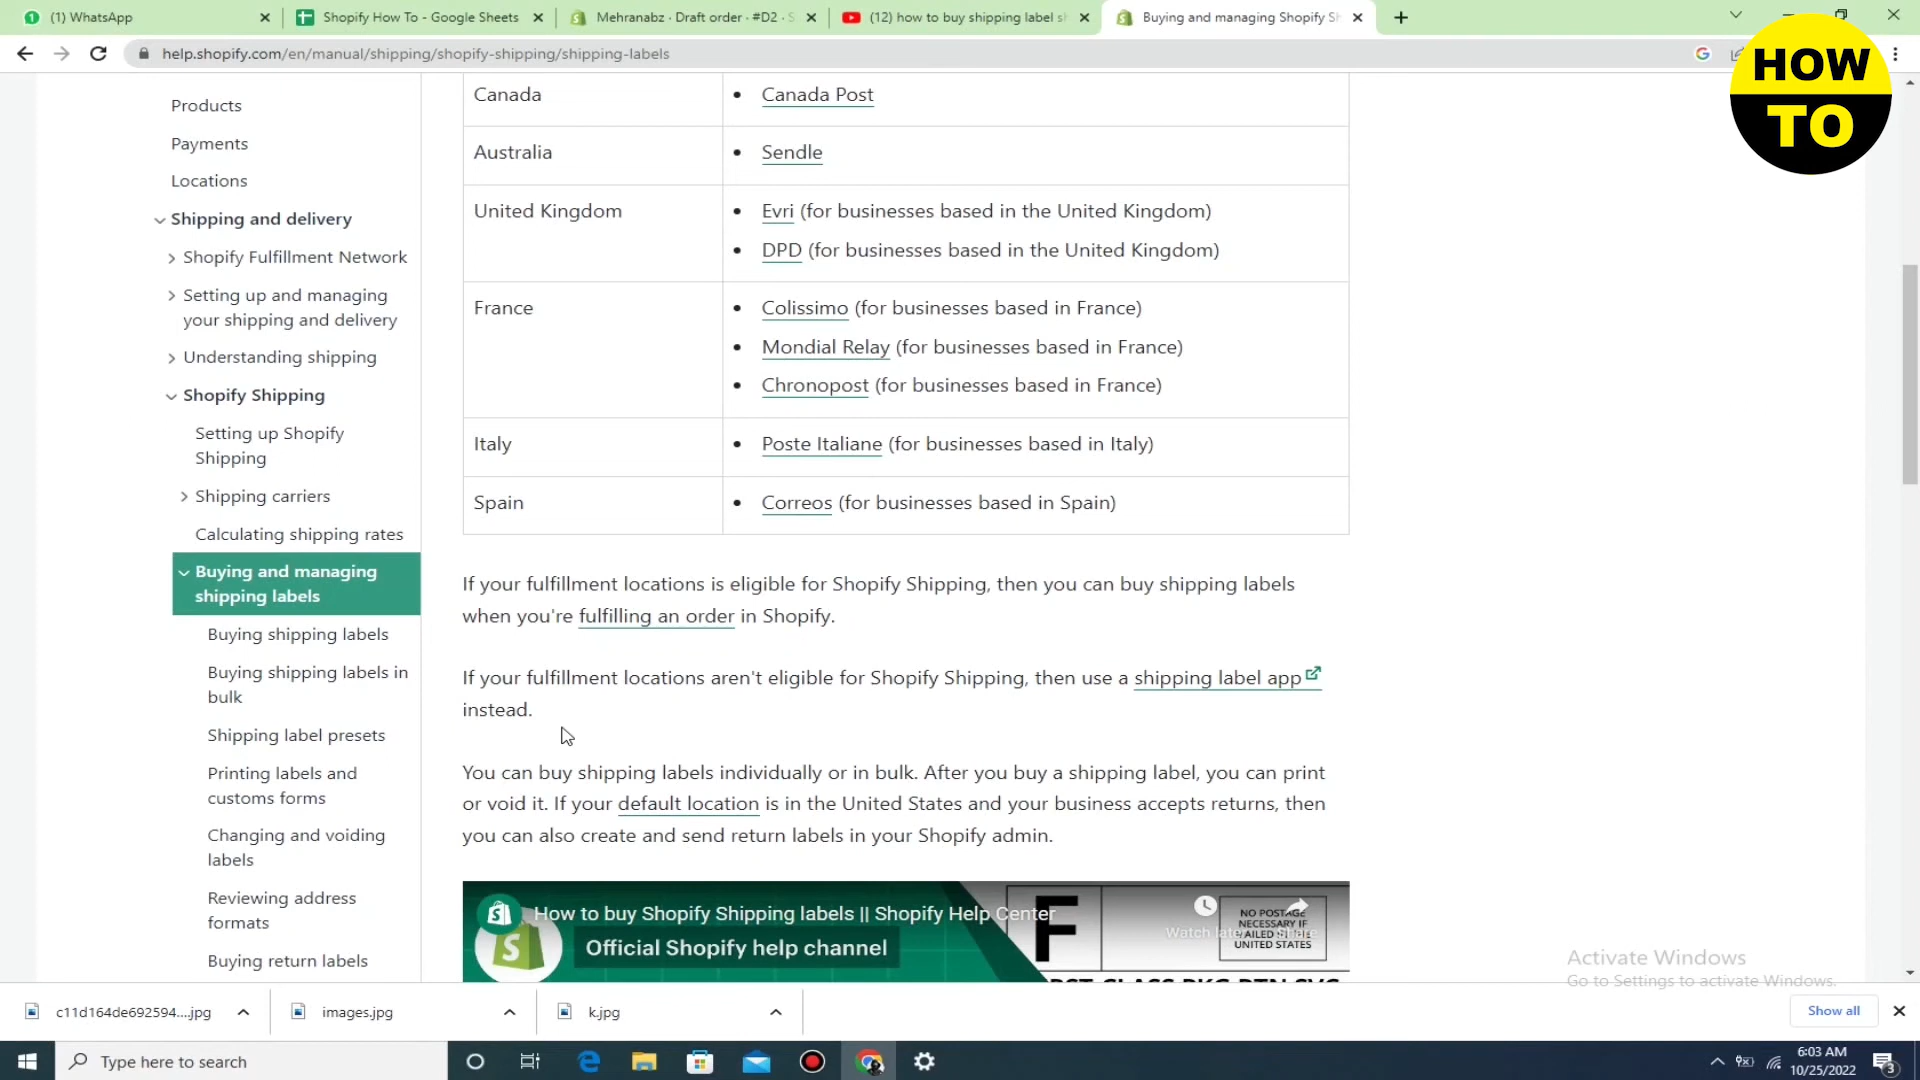 (1) WhatsApp
Shopify How To - Google Sheets
Mehranabz · Draft order · #D2 - S
(12) how to buy shipping label s
Buying and managing Shopify Sh
help.shopify.com/en/manual/shipping/shopify-shipping/shipping-labels
HOW
TO
Products
Payments
Locations
Shipping and delivery
Shopify Fulfillment Network
Setting up and managing
your shipping and delivery
Understanding shipping
Shopify Shipping
Setting up Shopify
Shipping
Shipping carriers
Calculating shipping rates
Buying and managing
shipping labels
Buying shipping labels
Buying shipping labels in
bulk
Shipping label presets
Printing labels and
customs forms
Changing and voiding
labels
Reviewing address
formats
Buying return labels
Canada
• Canada Post
Australia
• Sendle
United Kingdom
• Evri (for businesses based in the United Kingdom)
• DPD (for businesses based in the United Kingdom)
France
• Colissimo (for businesses based in France)
• Mondial Relay (for businesses based in France)
• Chronopost (for businesses based in France)
Italy
• Poste Italiane (for businesses based in Italy)
Spain
• Correos (for businesses based in Spain)
If your fulfillment locations is eligible for Shopify Shipping, then you can buy shipping labels
when you're fulfilling an order in Shopify.
If your fulfillment locations aren't eligible for Shopify Shipping, then use a shipping label app
instead.
You can buy shipping labels individually or in bulk. After you buy a shipping label, you can print
or void it. If your default location is in the United States and your business accepts returns, then
you can also create and send return labels in your Shopify admin.
How to buy Shopify Shipping labels || Shopify Help Center
Official Shopify help channel
F
Watch later
Share
NO POSTAGE
NECESSARY IF
MAILED IN THE
UNITED STATES
Activate Windows
Go to Settings to activate Windows.
c11d164de692594....jpg
images.jpg
k.jpg
Show all
Type here to search
6:03 AM
10/25/2022
3